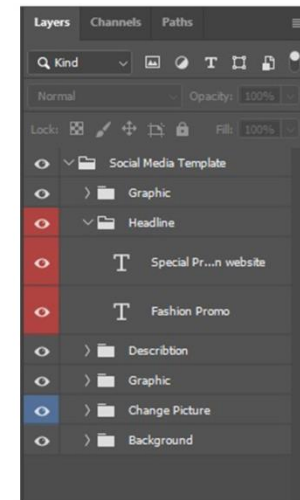 Layers Channels Paths
Kind
Normal Opacity: 100%
Lock: Fill: 100%
Social Media Template
Graphic
Headline
T Special Pr...n website
T Fashion Promo
Describtion
Graphic
Change Picture
Background